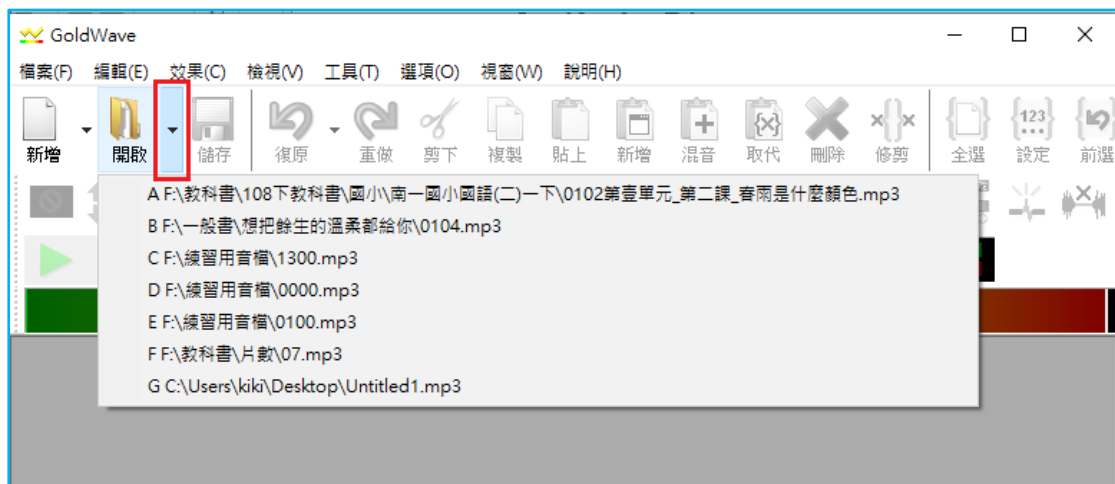 GoldWave
檔案(F) 編輯(E) 效果(C) 檢視(V) 工具(T) 選項(O) 視窗(W) 說明(H)
新增 開啟 儲存 復原 重做 剪下 複製 貼上 新增 混音 取代 刪除 修剪 全選 設定 前選
123
A F:\教科書\108下教科書\國小\南一國小國語(二)一下\0102第壹單元_第二課_春雨是什麼顏色.mp3
B F:\一般書\想把餘生的溫柔都給你\0104.mp3
C F:\練習用音檔\1300.mp3
D F:\練習用音檔\0000.mp3
E F:\練習用音檔\0100.mp3
F F:\教科書\片數\07.mp3
G C:\Users\kiki\Desktop\Untitled1.mp3